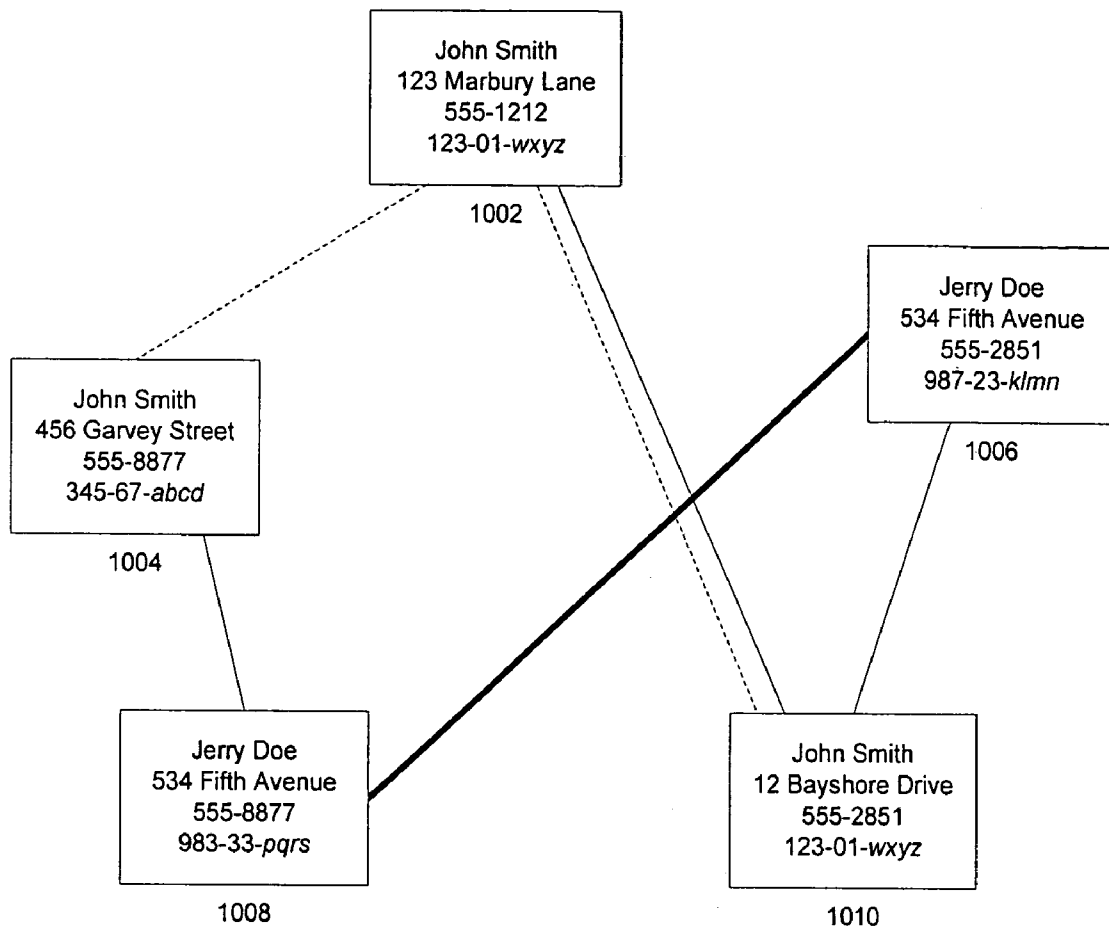 John Smith
123 Marbury Lane
555-1212
123-01-wxyz
1002
Jerry Doe
534 Fifth Avenue
555-2851
987-23-klmn
1006
John Smith
456 Garvey Street
555-8877
345-67-abcd
1004
Jerry Doe
534 Fifth Avenue
555-8877
983-33-pqrs
1008
John Smith
12 Bayshore Drive
555-2851
123-01-wxyz
1010